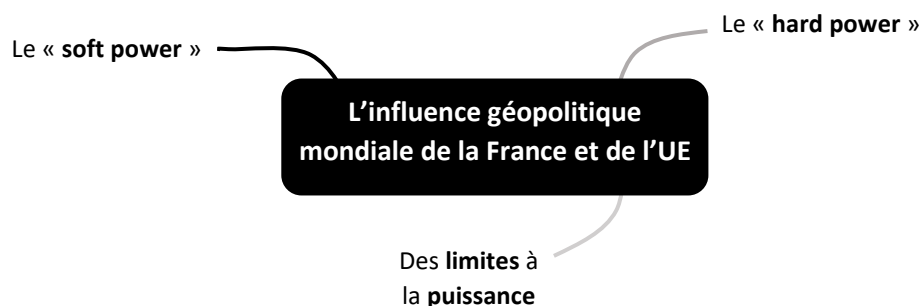 Le « soft power »
Le « hard power »
L’influence géopolitique
mondiale de la France et de l’UE
Des limites à
la puissance